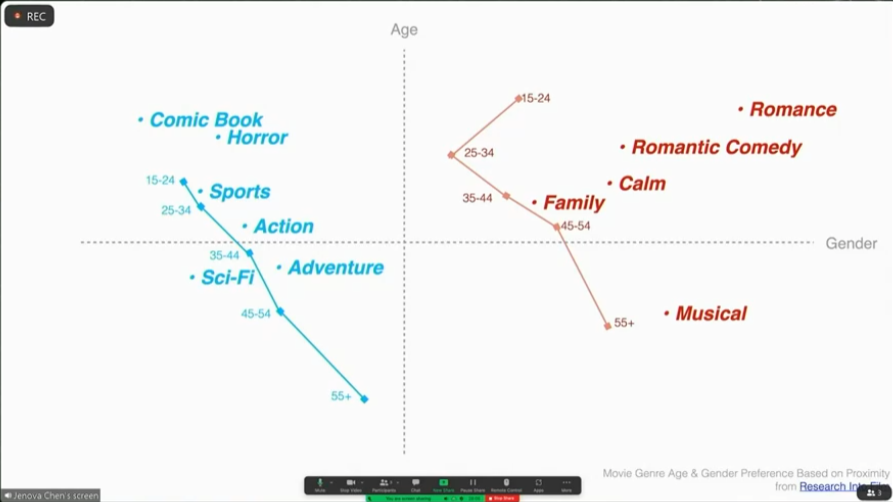 REC
Age
15-24
• Comic Book
• Horror
• Romance
• Romantic Comedy
25-34
15-24
• Sports
• Calm
35-44
• Family
25-34
• Action
45-54
Gender
35-44
• Sci-Fi
• Adventure
45-54
• Musical
55+
55+
Movie Genre Age & Gender Preference Based on Proximity
from Research Into
Mute
Stop Video
Participants
Chat
New Share
Pause Share
Remote Control
Apps
More
You are screen sharing
Stop Share
Jenova Chen's screen
3